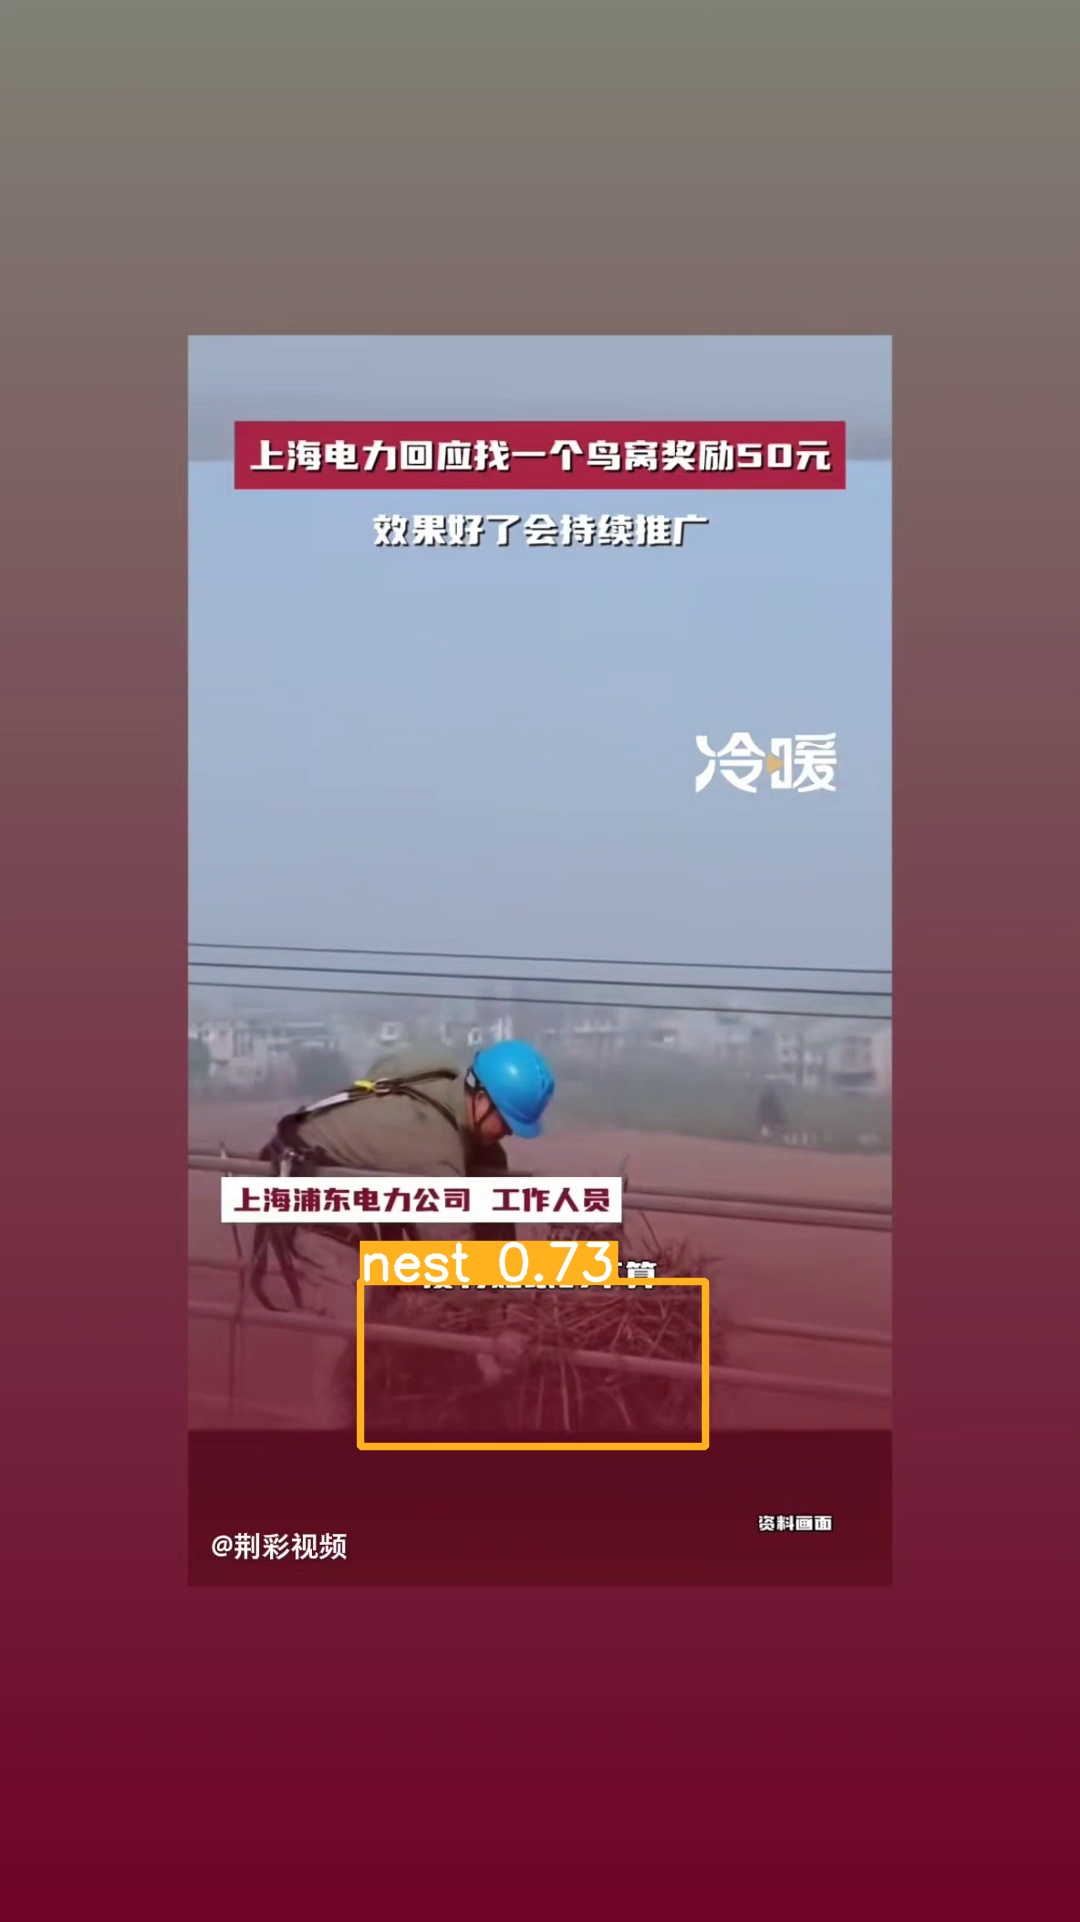 上海电力回应找一个鸟窝奖励50元
效果好了会持续推广
冷暖
上海浦东电力公司 工作人员
nest 0.73
算
资料画面
@荆彩视频